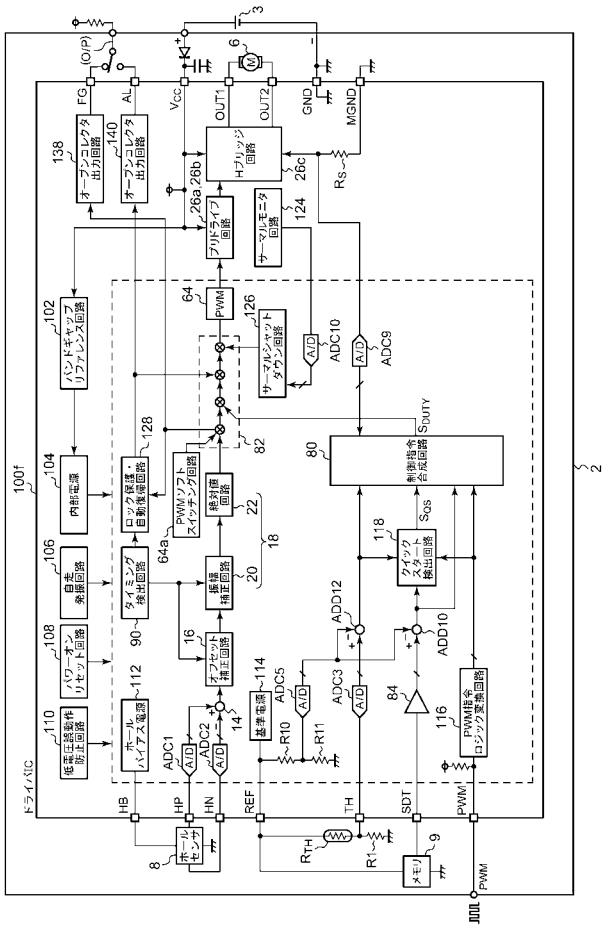 100f
ドライバIC
110
低電圧誤動作
防止回路
108
パワーオン
リセット回路
106
自走
発振回路
104
内部電源
102
バンドギャップ
リファレンス回路
138
オープンコレクタ
出力回路
140
オープンコレクタ
出力回路
FG
AL
(O/P)
3
+
−
VCC
6
M
OUT1
OUT2
GND
MGND
RS
HB
112
ホール
バイアス電源
90
タイミング
検出回路
128
ロック保護・
自動復帰回路
64a
PWMソフト
スイッチング回路
82
64
PWM
26a,26b
プリドライブ
回路
Hブリッジ
回路
26c
サーマルモニタ
回路
124
126
サーマルシャット
ダウン回路
A/D
ADC10
A/D
ADC9
8
ホール
センサ
HP
HN
ADC1
A/D
ADC2
A/D
+
−
14
16
オフセット
補正回路
20
振幅
補正回路
22
絶対値
回路
18
REF
114
基準電源
R10
R11
ADC5
A/D
TH
RTH
R1
ADC3
A/D
ADD12
−
+
ADD10
−
+
SDT
84
9
メモリ
PWM
PWM
116
PWM指令
ロジック変換回路
118
クイック
スタート
検出回路
SQS
80
制御指令
合成回路
SDUTY
2